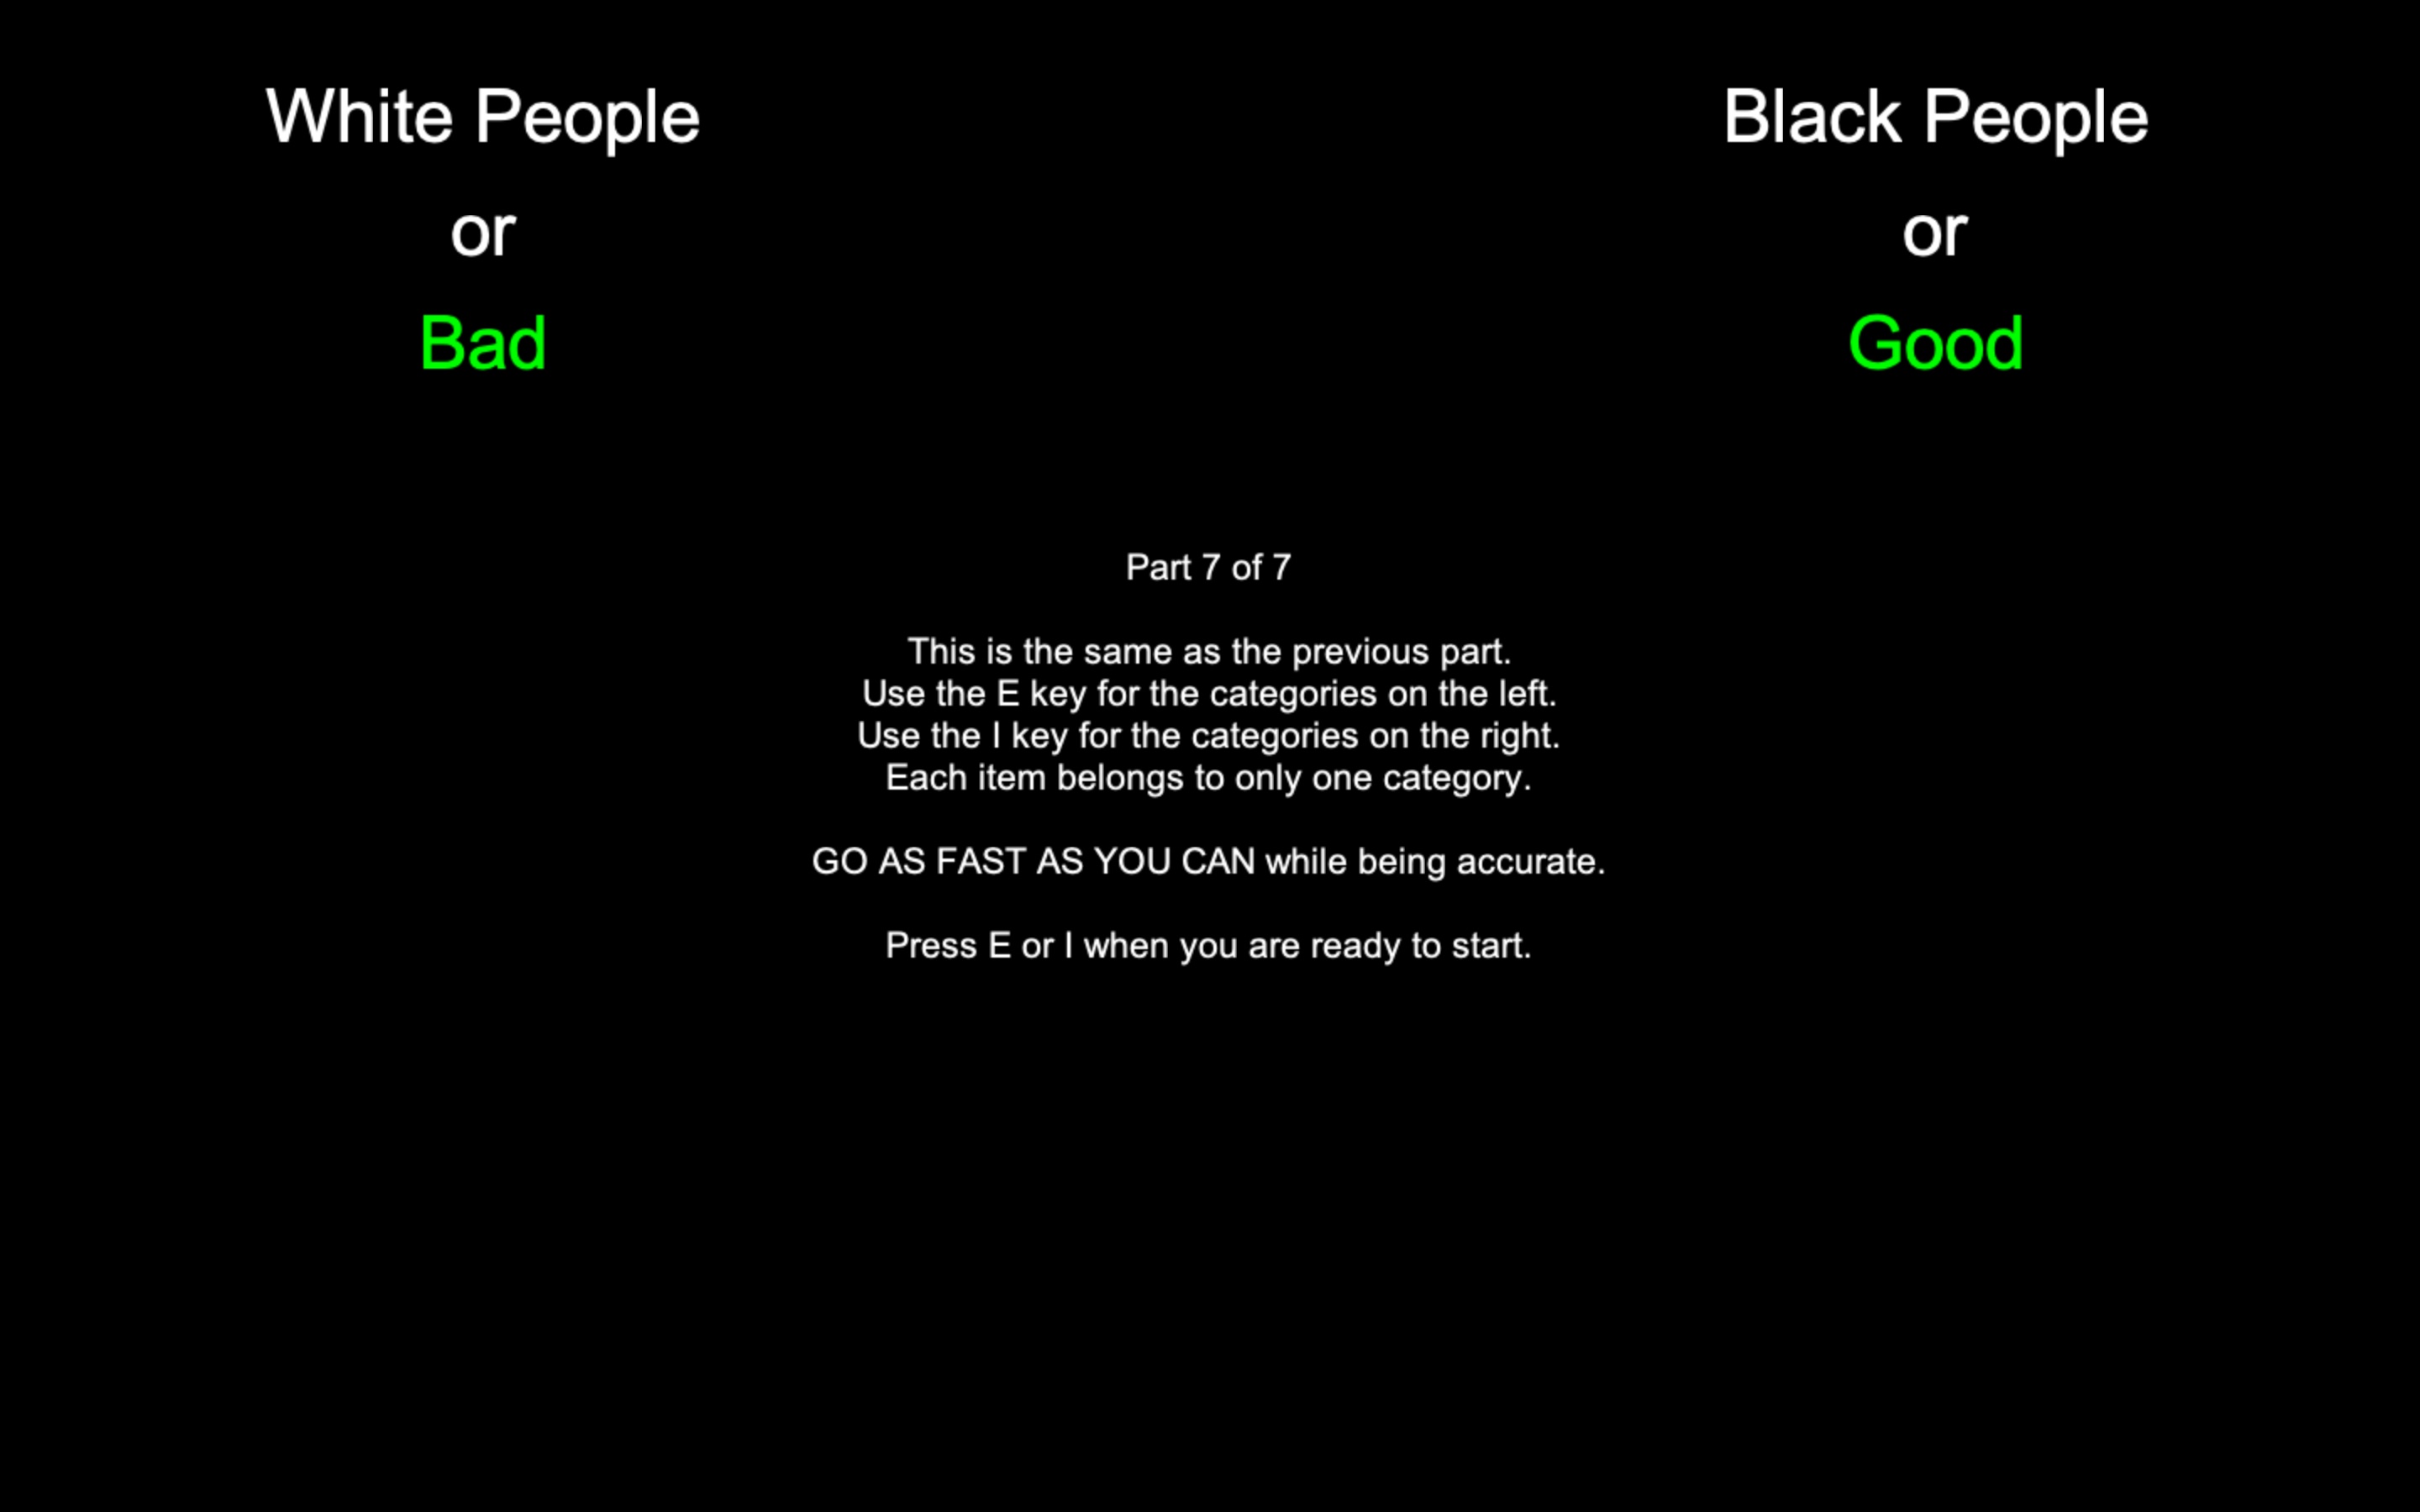 White People
or
Bad
Black People
or
Good
Part 7 of 7
This is the same as the previous part.
Use the E key for the categories on the left.
Use the I key for the categories on the right.
Each item belongs to only one category.
GO AS FAST AS YOU CAN while being accurate.
Press E or I when you are ready to start.